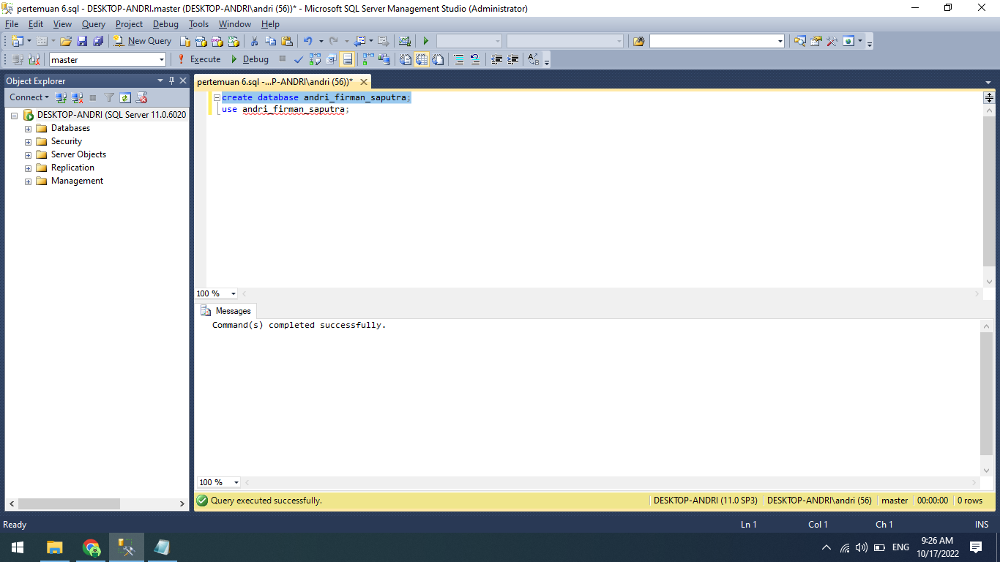 pertemuan 6.sql - DESKTOP-ANDRI.master (DESKTOP-ANDRI\andri (56))* - Microsoft SQL Server Management Studio (Administrator)
File Edit View Query Project Debug Tools Window Help
New Query
master Execute Debug
Object Explorer
Connect
DESKTOP-ANDRI (SQL Server 11.0.6020
Databases
Security
Server Objects
Replication
Management
pertemuan 6.sql -...P-ANDRI\andri (56))*
create database andri_firman_saputra;
use andri_firman_saputra;
100 %
Messages
Command(s) completed successfully.
100 %
Query executed successfully. DESKTOP-ANDRI (11.0 SP3) DESKTOP-ANDRI\andri (56) master 00:00:00 0 rows
Ready Ln 1 Col 1 Ch 1 INS
ENG 9:26 AM
10/17/2022